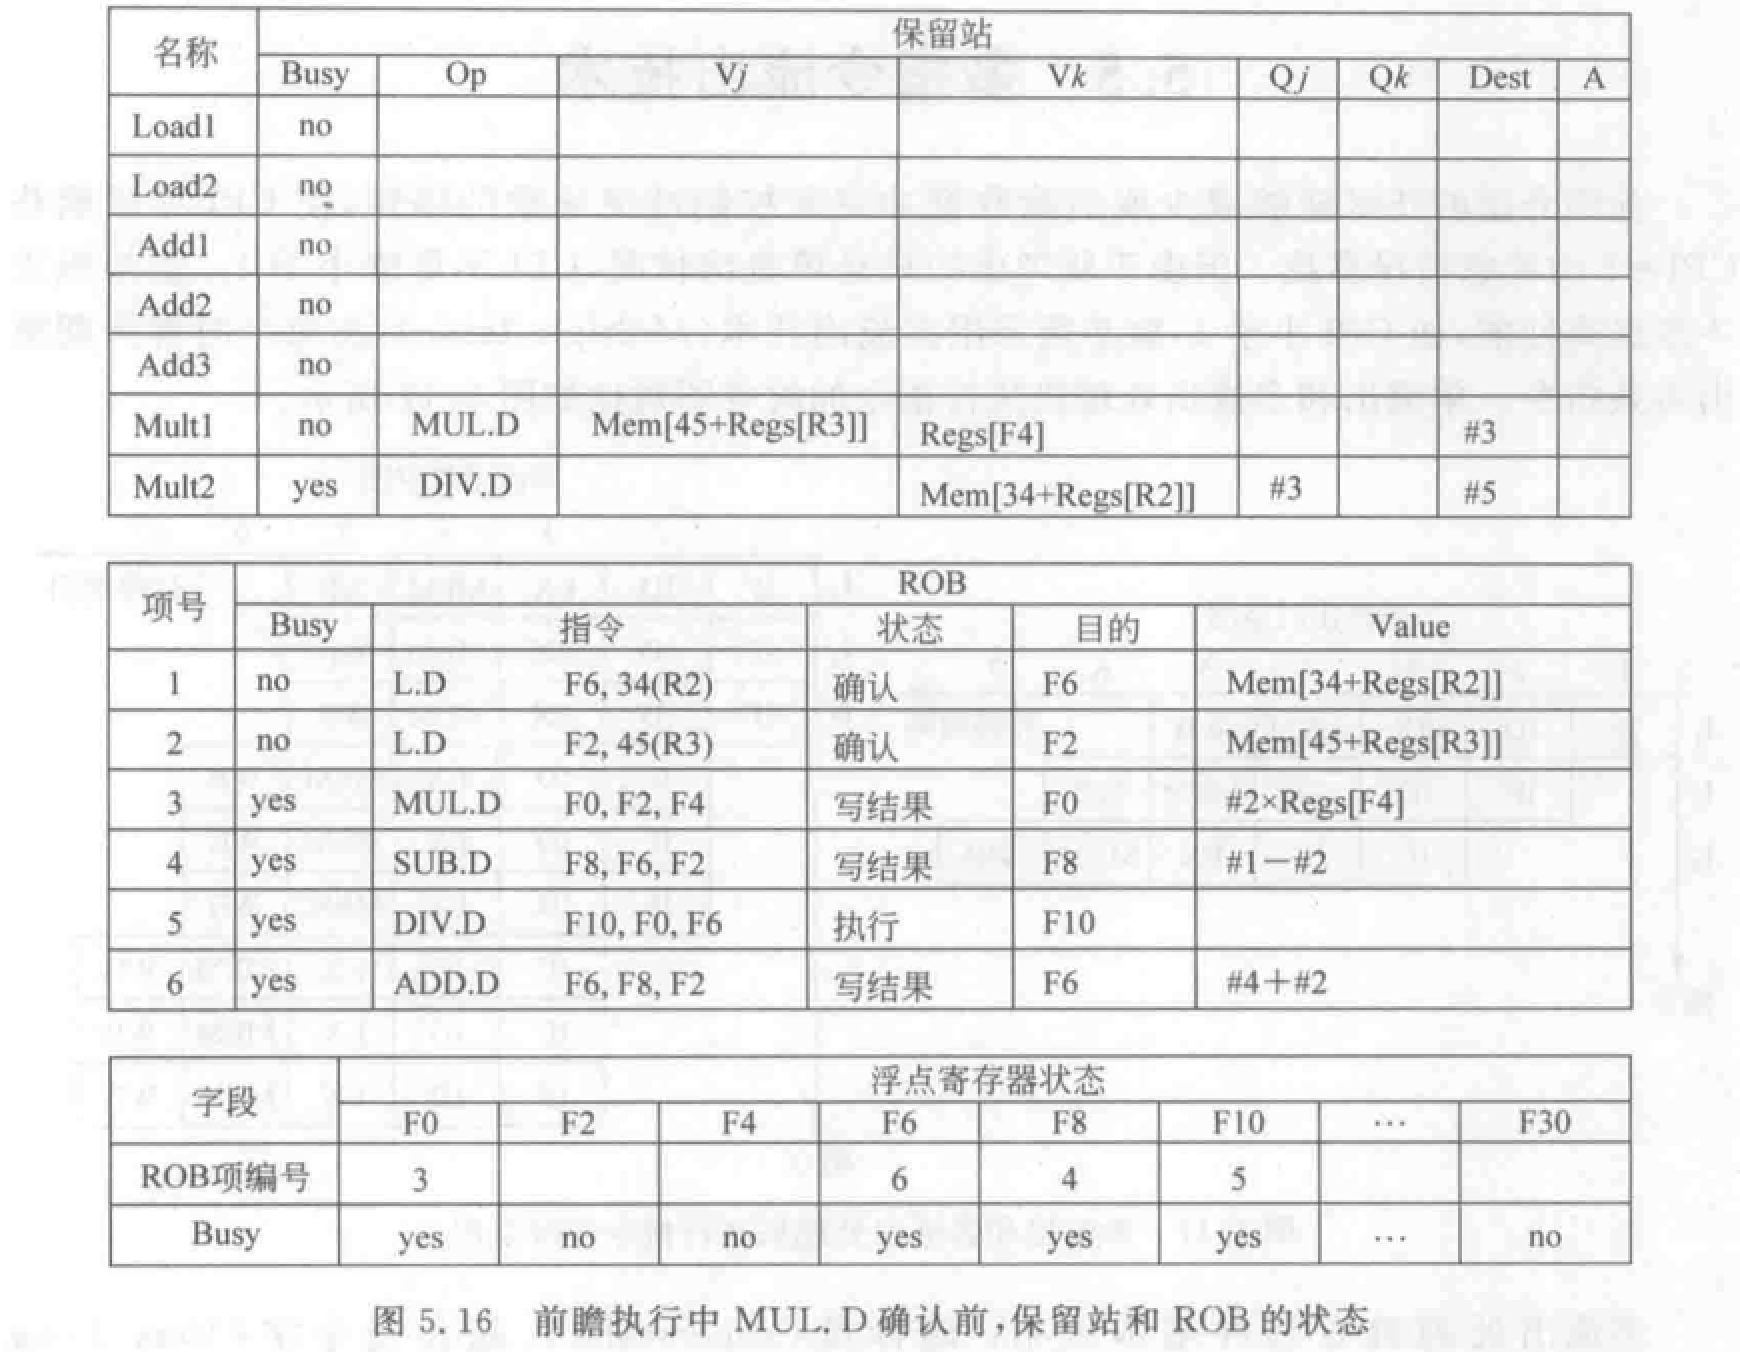 名称 保留站
Busy Op Vj Vk Qj Qk Dest A
Load1 no
Load2 no
Add1 no
Add2 no
Add3 no
Mult1 no MUL.D Mem[45+Regs[R3]] Regs[F4] #3
Mult2 yes DIV.D Mem[34+Regs[R2]] #3 #5
项号 ROB
Busy 指令 状态 目的 Value
1 no L.D F6, 34(R2) 确认 F6 Mem[34+Regs[R2]]
2 no L.D F2, 45(R3) 确认 F2 Mem[45+Regs[R3]]
3 yes MUL.D F0, F2, F4 写结果 F0 #2×Regs[F4]
4 yes SUB.D F8, F6, F2 写结果 F8 #1－#2
5 yes DIV.D F10, F0, F6 执行 F10
6 yes ADD.D F6, F8, F2 写结果 F6 #4＋#2
字段 浮点寄存器状态
F0 F2 F4 F6 F8 F10 … F30
ROB项编号 3 6 4 5
Busy yes no no yes yes yes … no
图 5.16 前瞻执行中 MUL.D 确认前,保留站和 ROB 的状态